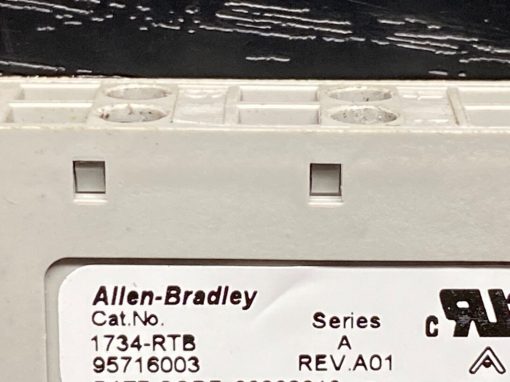 Allen-Bradley
Cat.No. Series
1734-RTB A
95716003 REV.A01